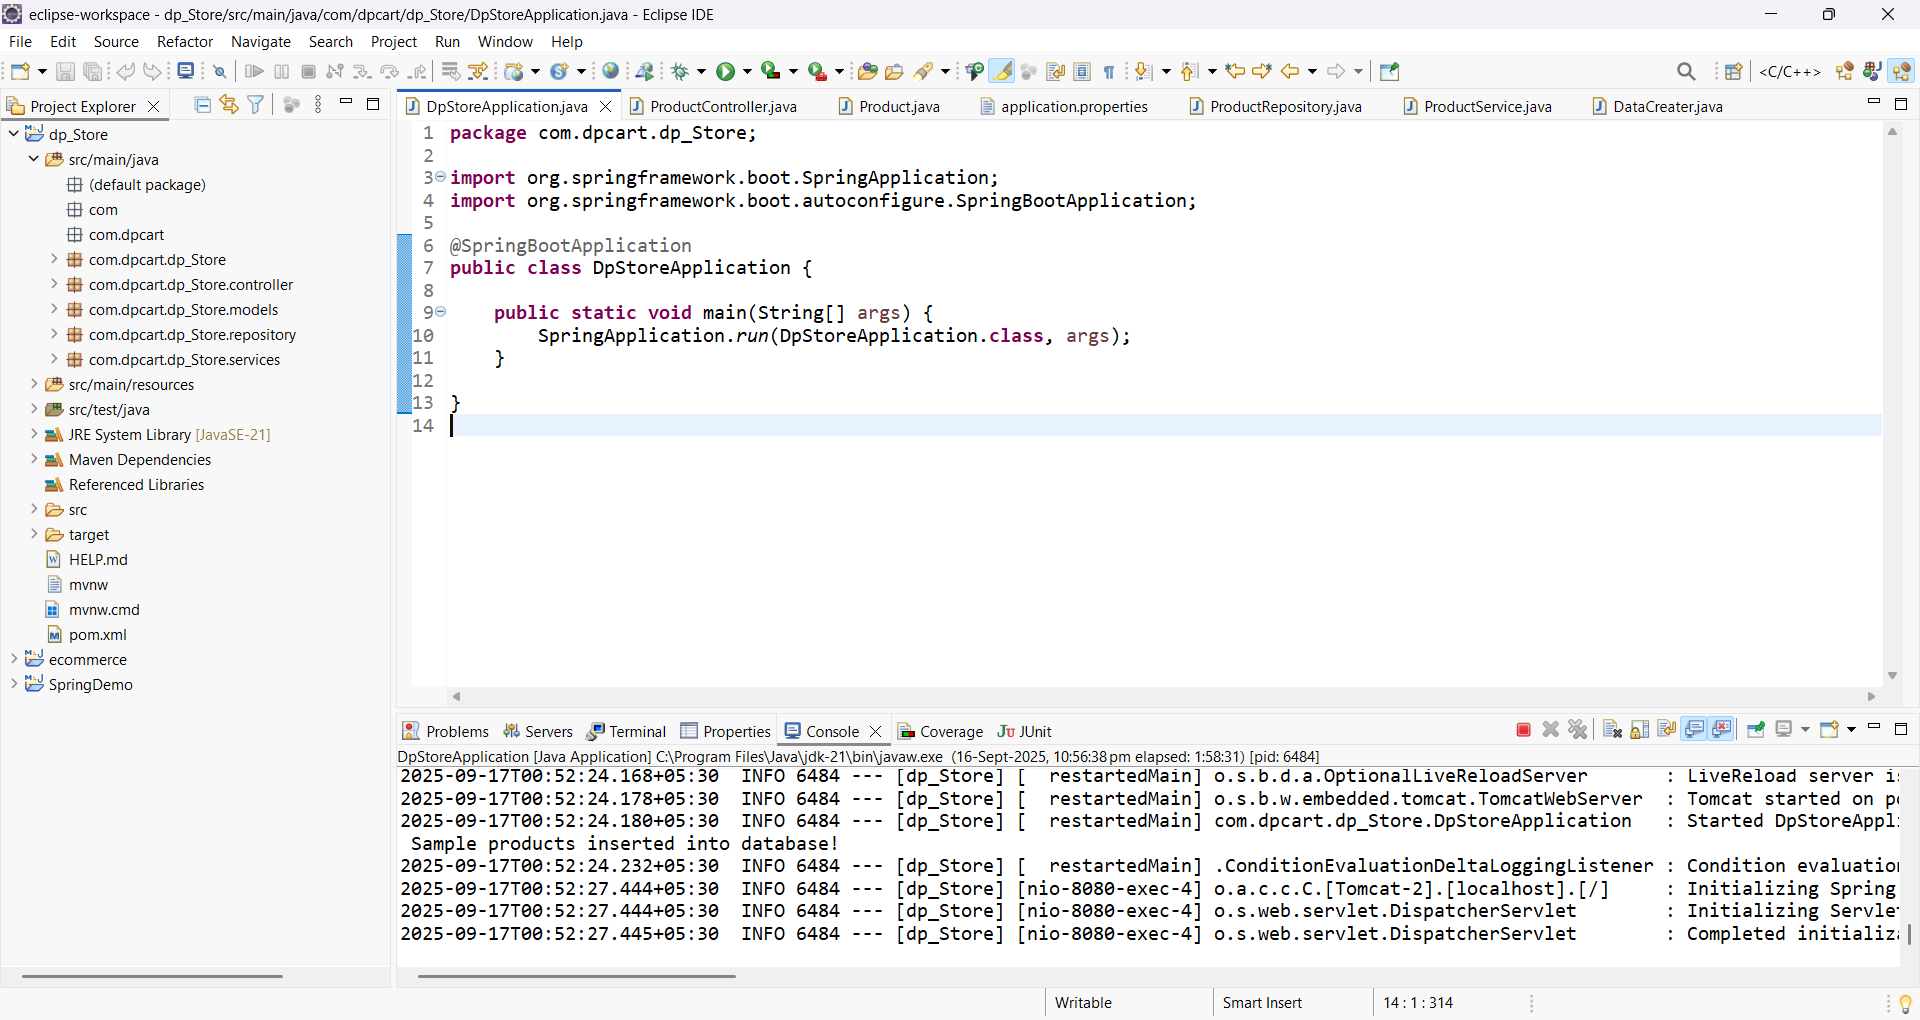 eclipse-workspace - dp_Store/src/main/java/com/dpcart/dp_Store/DpStoreApplication.java - Eclipse IDE
File Edit Source Refactor Navigate Search Project Run Window Help
<C/C++>
Project Explorer
dp_Store
src/main/java
(default package)
com
com.dpcart
com.dpcart.dp_Store
com.dpcart.dp_Store.controller
com.dpcart.dp_Store.models
com.dpcart.dp_Store.repository
com.dpcart.dp_Store.services
src/main/resources
src/test/java
JRE System Library [JavaSE-21]
Maven Dependencies
Referenced Libraries
src
target
HELP.md
mvnw
mvnw.cmd
pom.xml
ecommerce
SpringDemo
DpStoreApplication.java ProductController.java Product.java application.properties ProductRepository.java ProductService.java DataCreater.java
1 package com.dpcart.dp_Store;
2
3 import org.springframework.boot.SpringApplication;
4 import org.springframework.boot.autoconfigure.SpringBootApplication;
5
6 @SpringBootApplication
7 public class DpStoreApplication {
8
9 public static void main(String[] args) {
10 SpringApplication.run(DpStoreApplication.class, args);
11 }
12
13 }
14
Problems Servers Terminal Properties Console Coverage JUnit
DpStoreApplication [Java Application] C:\Program Files\Java\jdk-21\bin\javaw.exe (16-Sept-2025, 10:56:38 pm elapsed: 1:58:31) [pid: 6484]
2025-09-17T00:52:24.168+05:30 INFO 6484 --- [dp_Store] [ restartedMain] o.s.b.d.a.OptionalLiveReloadServer : LiveReload server
2025-09-17T00:52:24.178+05:30 INFO 6484 --- [dp_Store] [ restartedMain] o.s.b.w.embedded.tomcat.TomcatWebServer : Tomcat started on
2025-09-17T00:52:24.180+05:30 INFO 6484 --- [dp_Store] [ restartedMain] com.dpcart.dp_Store.DpStoreApplication : Started DpStoreAppl
Sample products inserted into database!
2025-09-17T00:52:24.232+05:30 INFO 6484 --- [dp_Store] [ restartedMain] .ConditionEvaluationDeltaLoggingListener : Condition evaluation
2025-09-17T00:52:27.444+05:30 INFO 6484 --- [dp_Store] [nio-8080-exec-4] o.a.c.c.C.[Tomcat-2].[localhost].[/] : Initializing Spring
2025-09-17T00:52:27.444+05:30 INFO 6484 --- [dp_Store] [nio-8080-exec-4] o.s.web.servlet.DispatcherServlet : Initializing Servle
2025-09-17T00:52:27.445+05:30 INFO 6484 --- [dp_Store] [nio-8080-exec-4] o.s.web.servlet.DispatcherServlet : Completed initializ
Writable Smart Insert 14 : 1 : 314